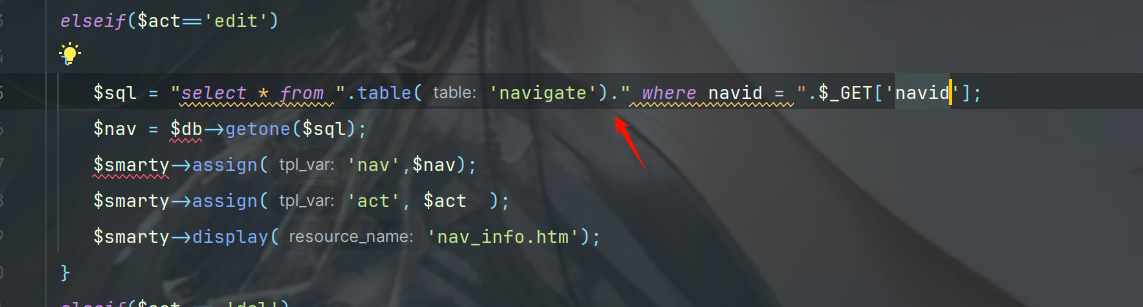 elseif($act=='edit')
{
$sql = "select * from ".table( table: 'navigate')." where navid = ".$_GET['navid'];
$nav = $db->getone($sql);
$smarty->assign( tpl_var: 'nav',$nav);
$smarty->assign( tpl_var: 'act', $act );
$smarty->display( resource_name: 'nav_info.htm');
}
elseif($act == 'del')